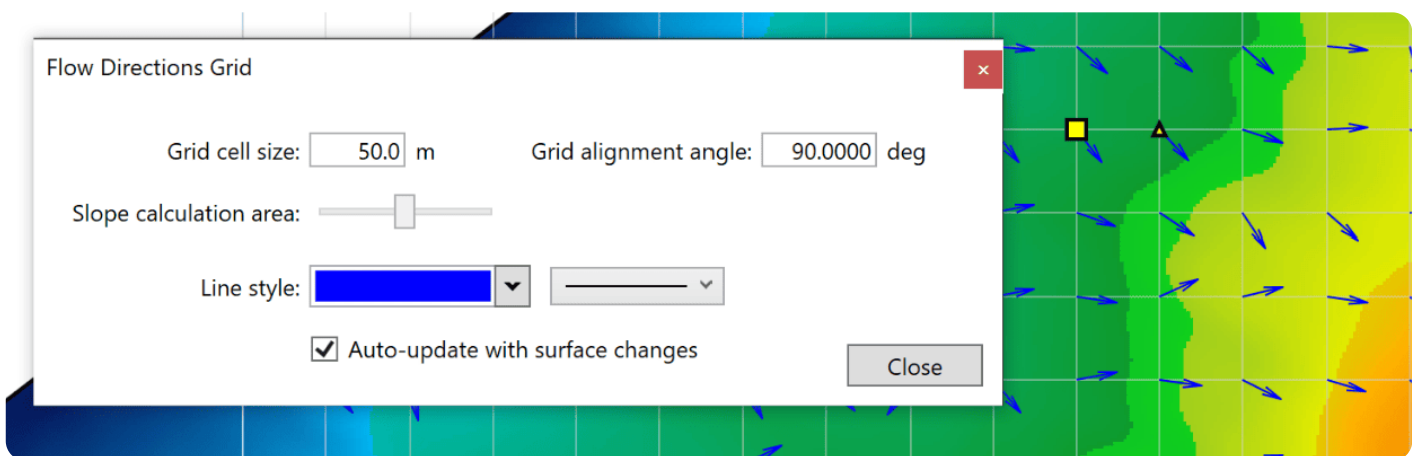 Flow Directions Grid
Grid cell size: 50.0 m Grid alignment angle: 90.0000 deg
Slope calculation area:
Line style:
Auto-update with surface changes
Close